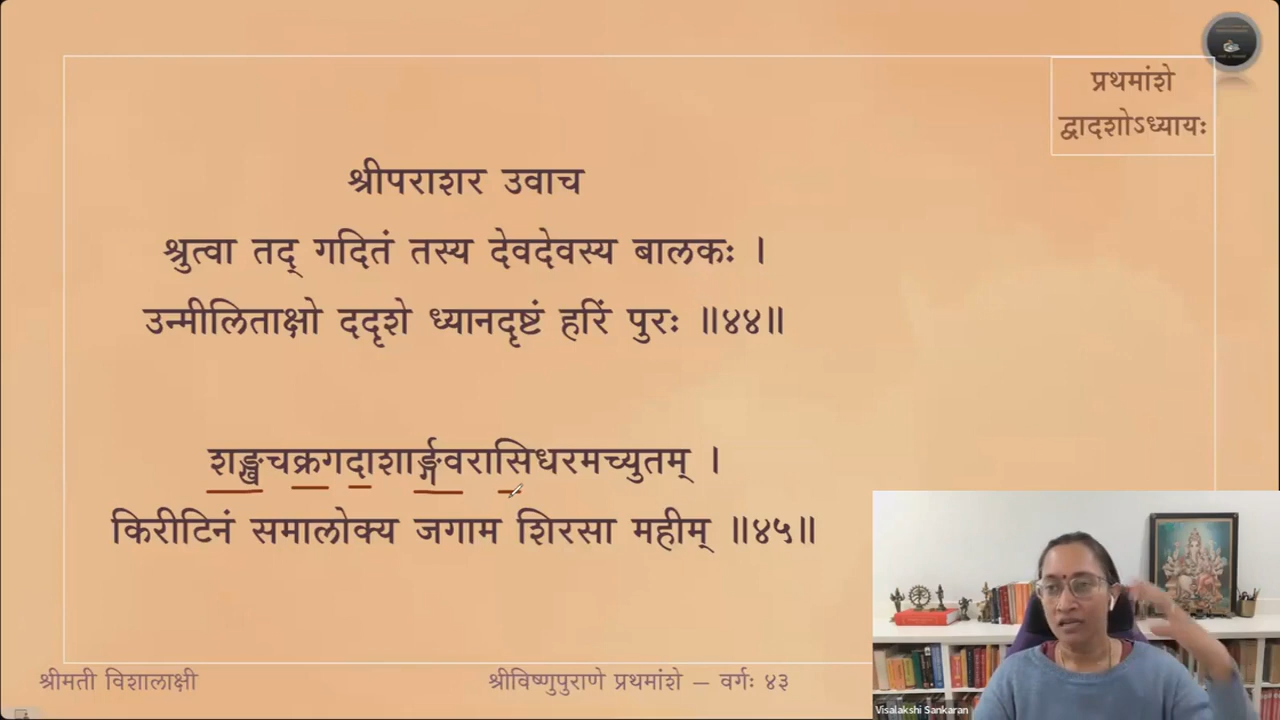 प्रथमांशे
द्वादशोऽध्यायः
श्रीपराशर उवाच
श्रुत्वा तद् गदितं तस्य देवदेवस्य बालकः ।
उन्मीलिताक्षो ददृशे ध्यानदृष्टं हरिं पुरः ॥४४॥
शङ्खचक्रगदाशार्ङ्गवरासिधरमच्युतम् ।
किरीटिनं समालोक्य जगाम शिरसा महीम् ॥४५॥
श्रीमती विशालाक्षी
श्रीविष्णुपुराणे प्रथमांशे – वर्गः ४३
Visalakshi Sankaran